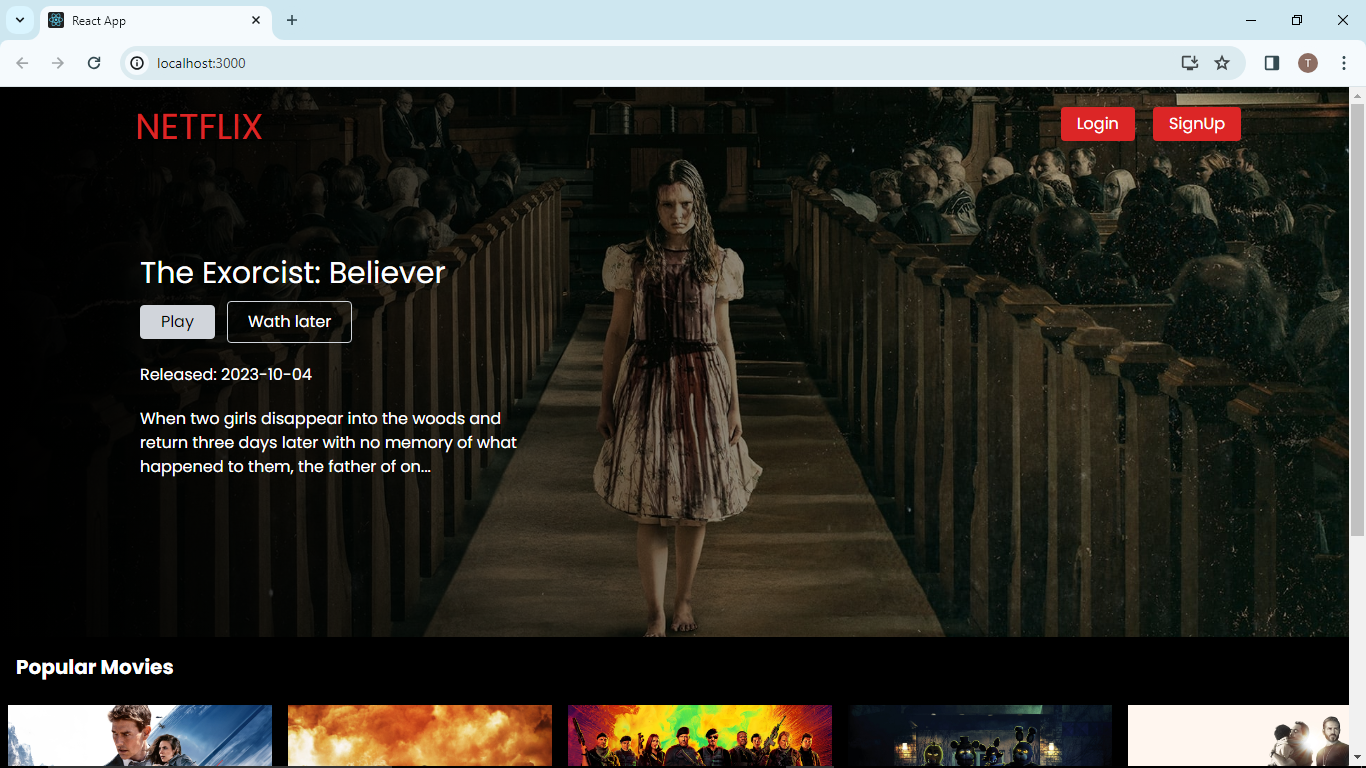 React App
localhost:3000
T
NETFLIX
Login
SignUp
The Exorcist: Believer
Play
Wath later
Released: 2023-10-04
When two girls disappear into the woods and
return three days later with no memory of what
happened to them, the father of on...
Popular Movies